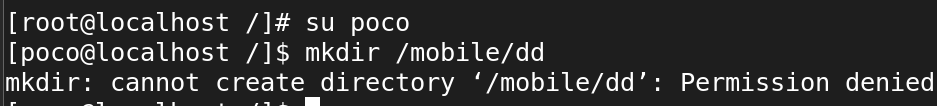 [root@localhost /]# su poco
[poco@localhost /]$ mkdir /mobile/dd
mkdir: cannot create directory ‘/mobile/dd’: Permission denied